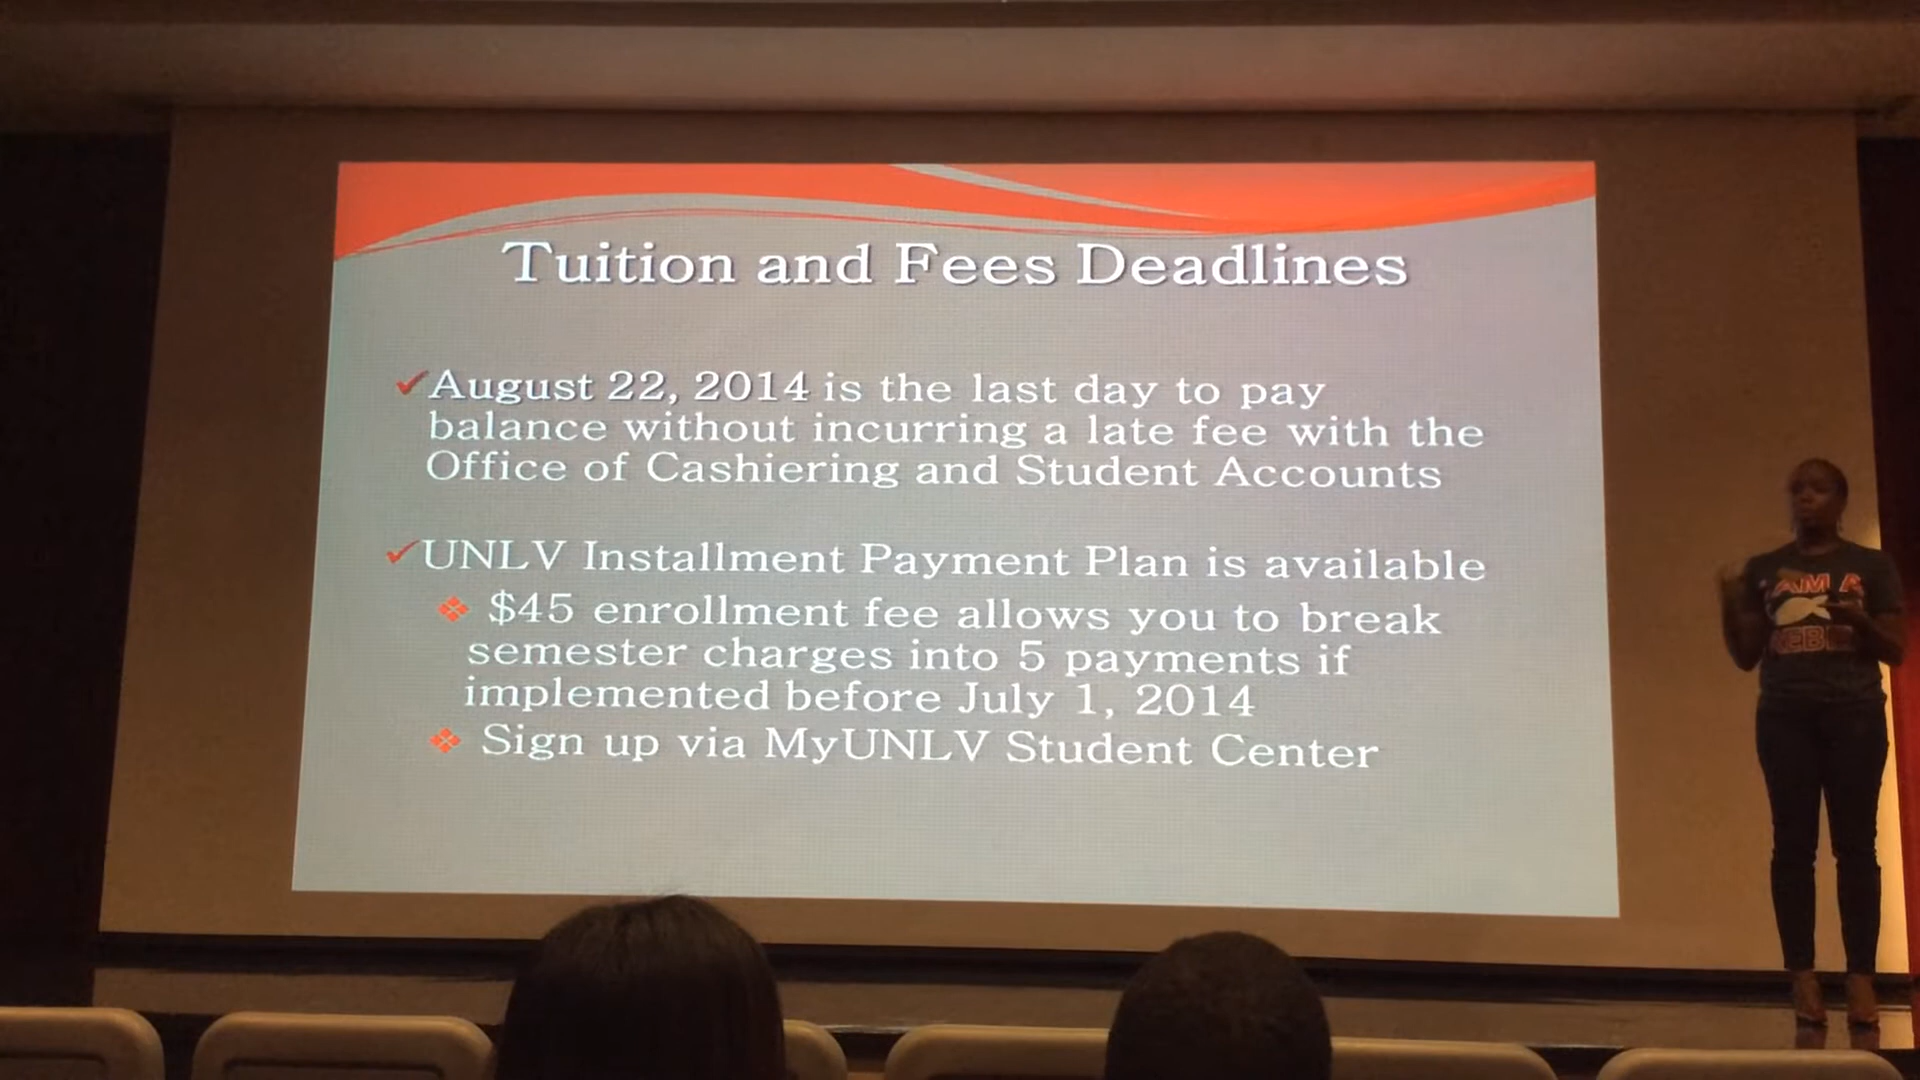 Tuition and Fees Deadlines
August 22, 2014 is the last day to pay
balance without incurring a late fee with the
Office of Cashiering and Student Accounts
UNLV Installment Payment Plan is available
$45 enrollment fee allows you to break
semester charges into 5 payments if
implemented before July 1, 2014
Sign up via MyUNLV Student Center
AM A